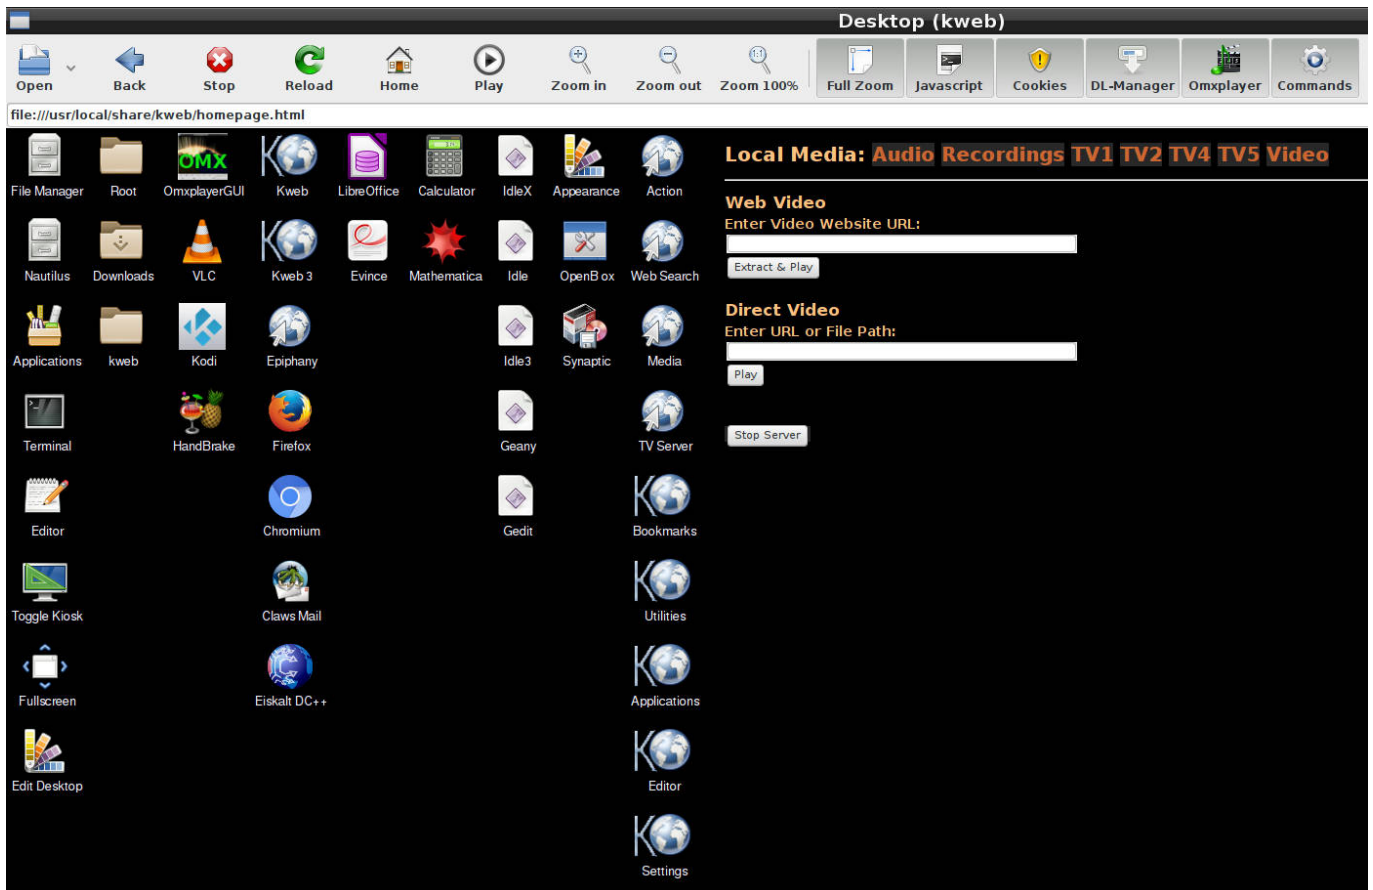 Desktop (kweb)
Open Back Stop Reload Home Play Zoom in Zoom out Zoom 100% Full Zoom Javascript Cookies DL-Manager Omxplayer Commands
file:///usr/local/share/kweb/homepage.html
OMX
File Manager Root OmxplayerGUI Kweb LibreOffice Calculator IdleX Appearance Action
Nautilus Downloads VLC Kweb 3 Evince Mathematica Idle OpenBox Web Search
Applications kweb Kodi Epiphany Idle3 Synaptic Media
Terminal HandBrake Firefox Geany TV Server
Editor Chromium Gedit Bookmarks
Toggle Kiosk Claws Mail Utilities
Fullscreen Eiskalt DC++ Applications
Edit Desktop Editor
Settings
Local Media: Audio Recordings TV1 TV2 TV4 TV5 Video
Web Video
Enter Video Website URL:
Extract & Play
Direct Video
Enter URL or File Path:
Play
Stop Server